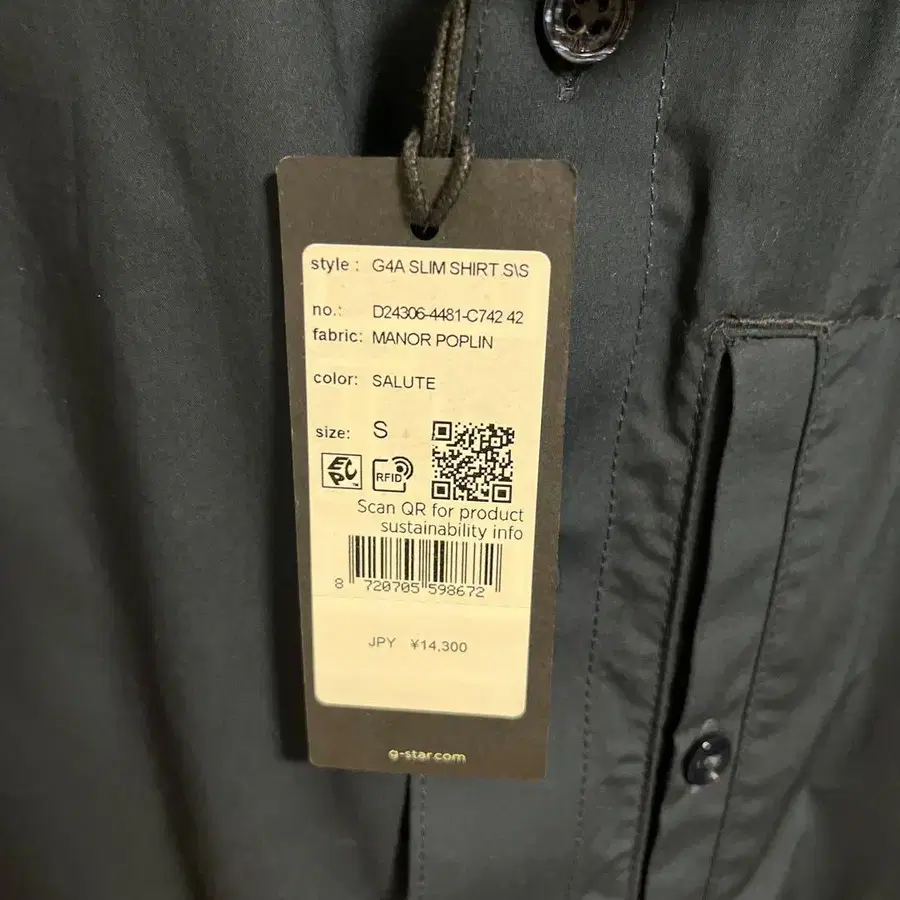 style : G4A SLIM SHIRT S\S
no.: D24306-4481-C742 42
fabric: MANOR POPLIN
color: SALUTE
size: S
EPC RFID
Scan QR for product
sustainability info
8 720705 598672
JPY ¥14,300
g-star.com